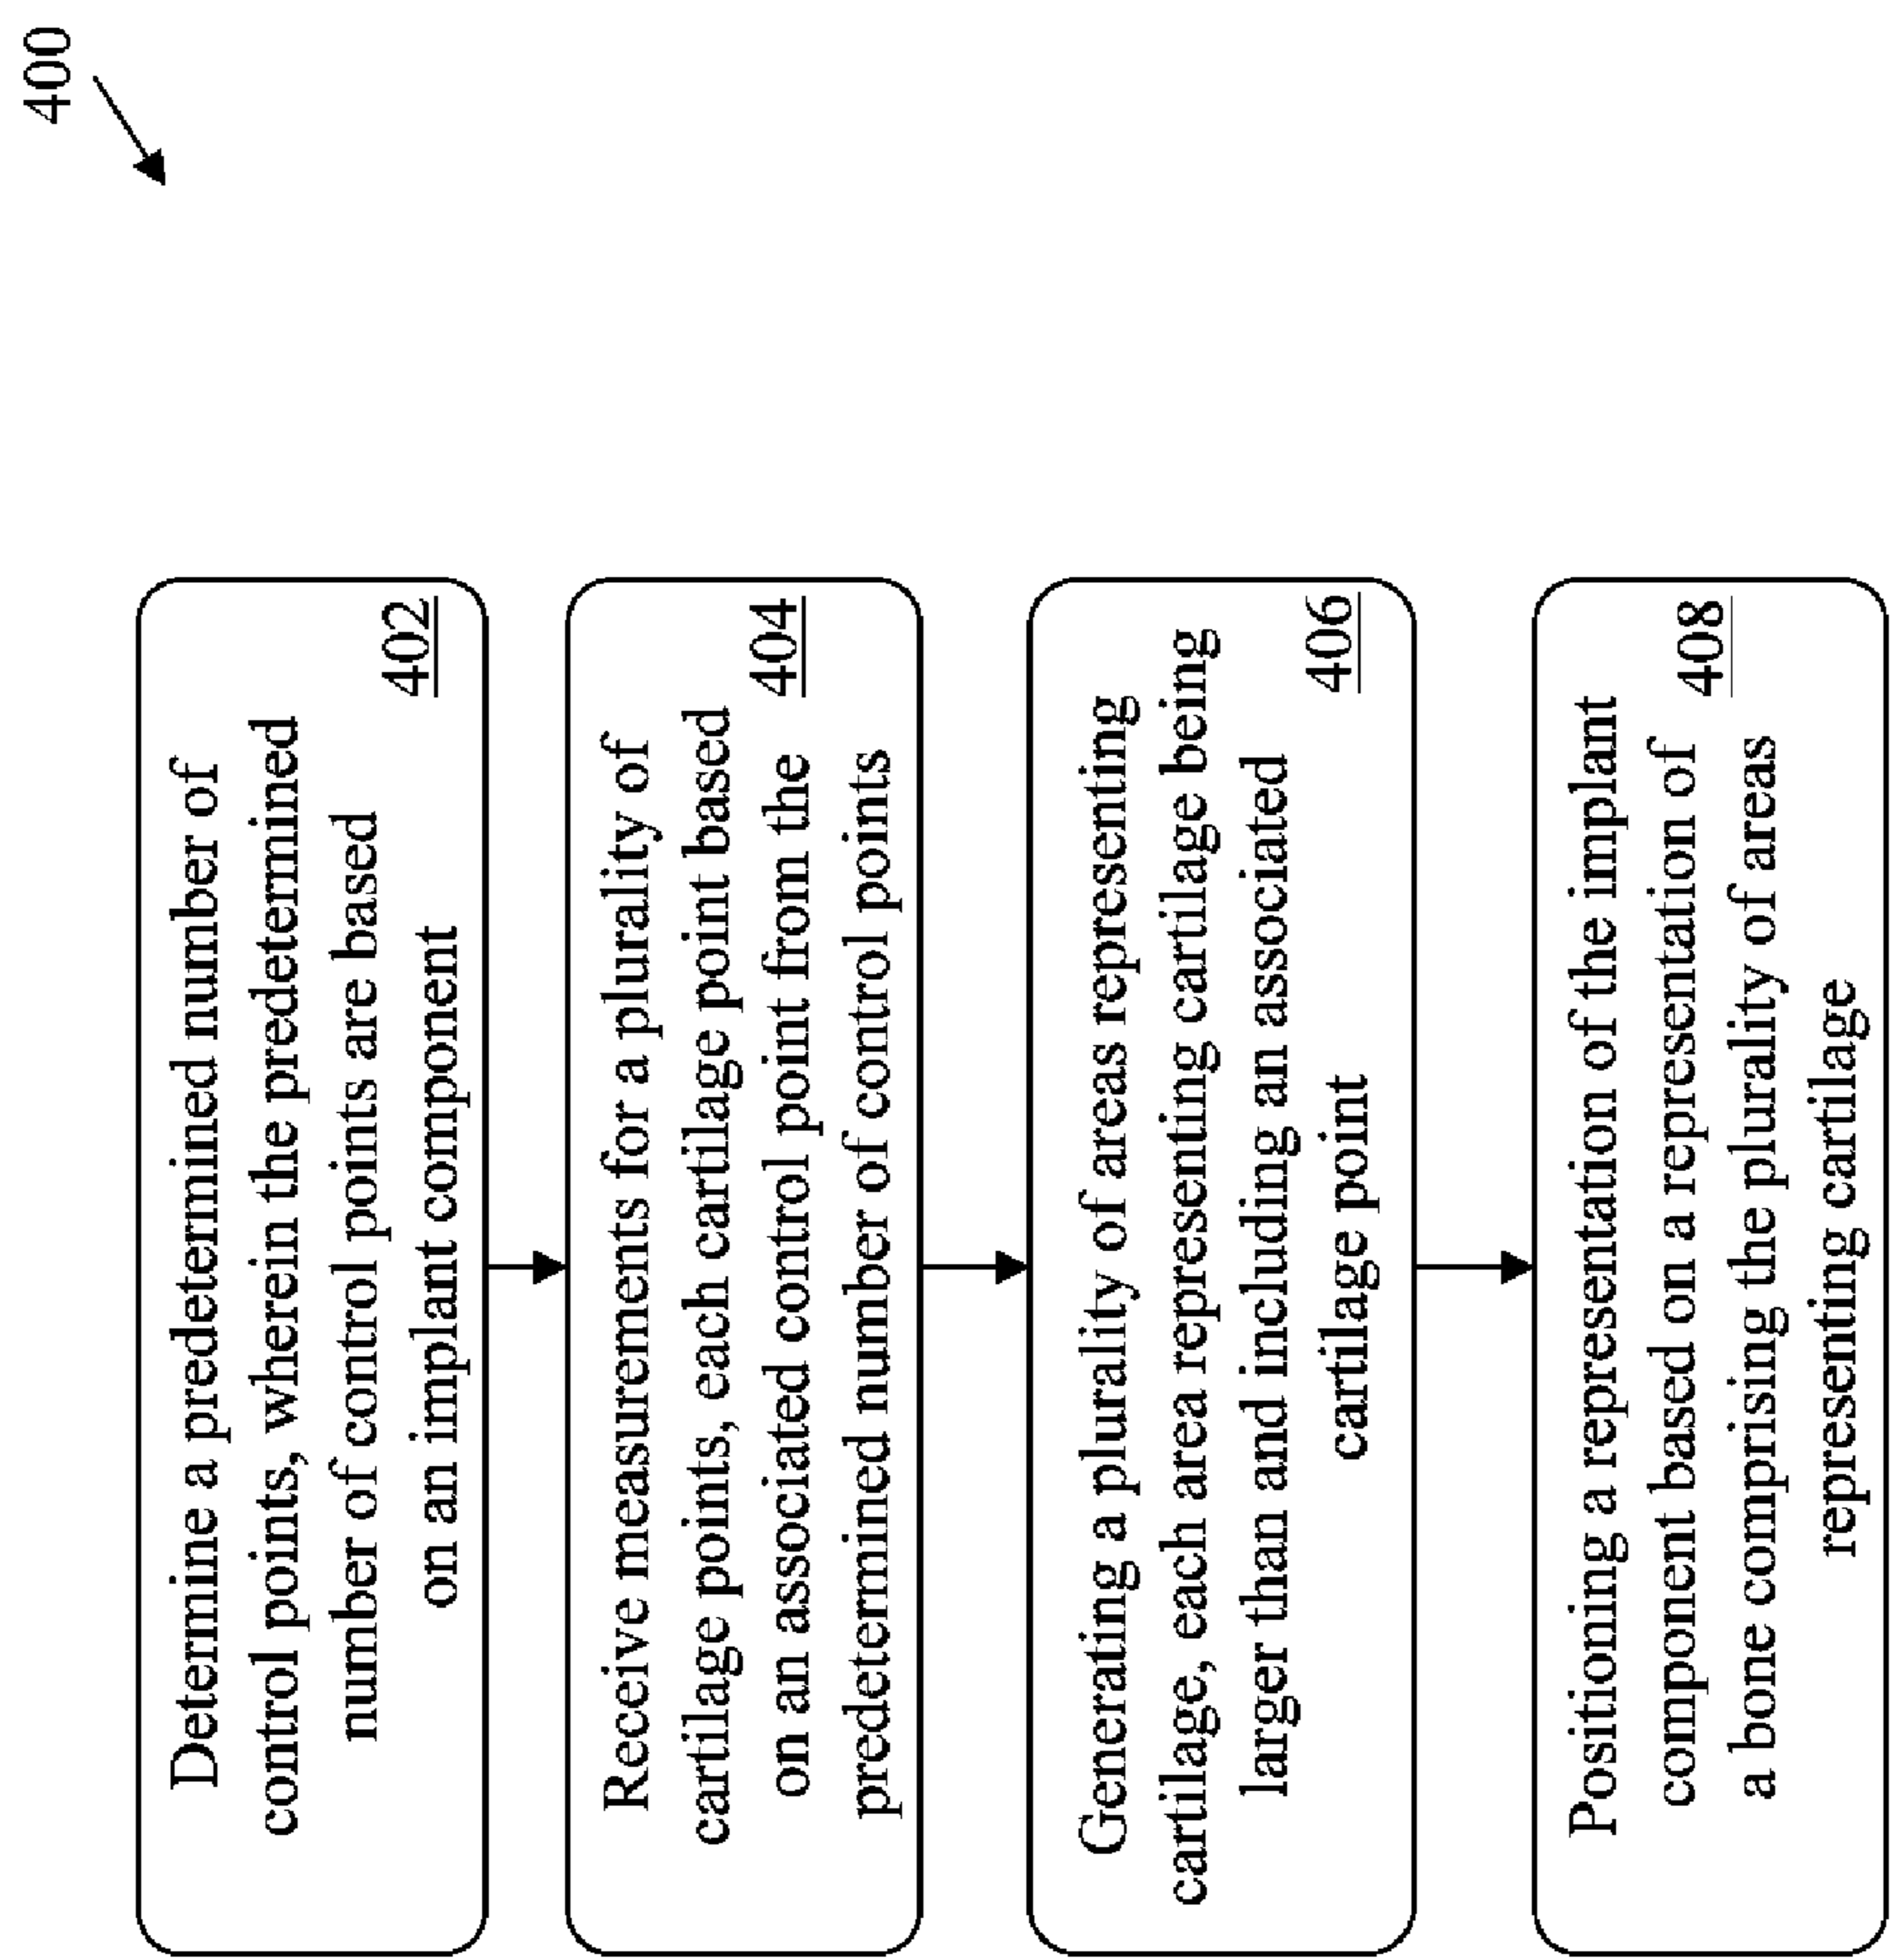 400
Determine a predetermined number of
control points, wherein the predetermined
number of control points are based
on an implant component
402
Receive measurements for a plurality of
cartilage points, each cartilage point based
on an associated control point from the
predetermined number of control points
404
Generating a plurality of areas representing
cartilage, each area representing cartilage being
larger than and including an associated
cartilage point
406
Positioning a representation of the implant
component based on a representation of
a bone comprising the plurality of areas
representing cartilage
408